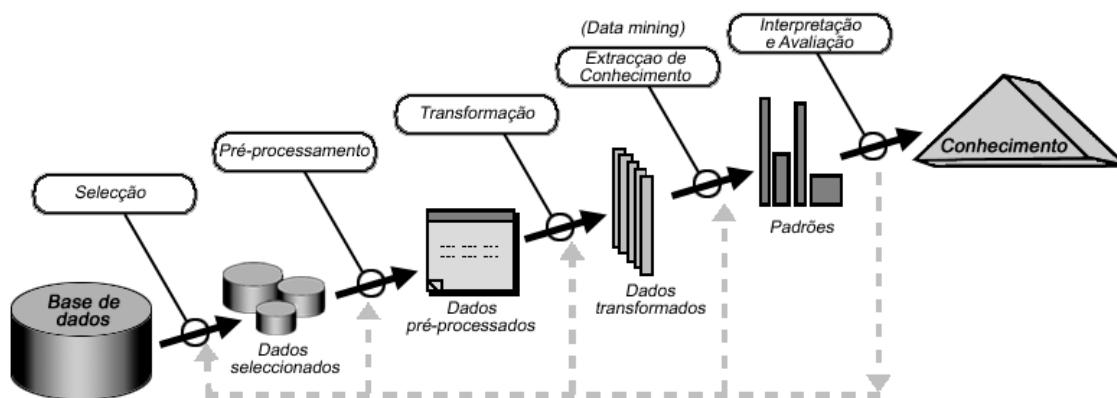 (Data mining)
Extracçao de
Conhecimento
Interpretação
e Avaliação
Transformação
Pré-processamento
Selecção
Conhecimento
Padrões
Dados
transformados
Dados
pré-processados
Dados
seleccionados
Base de
dados